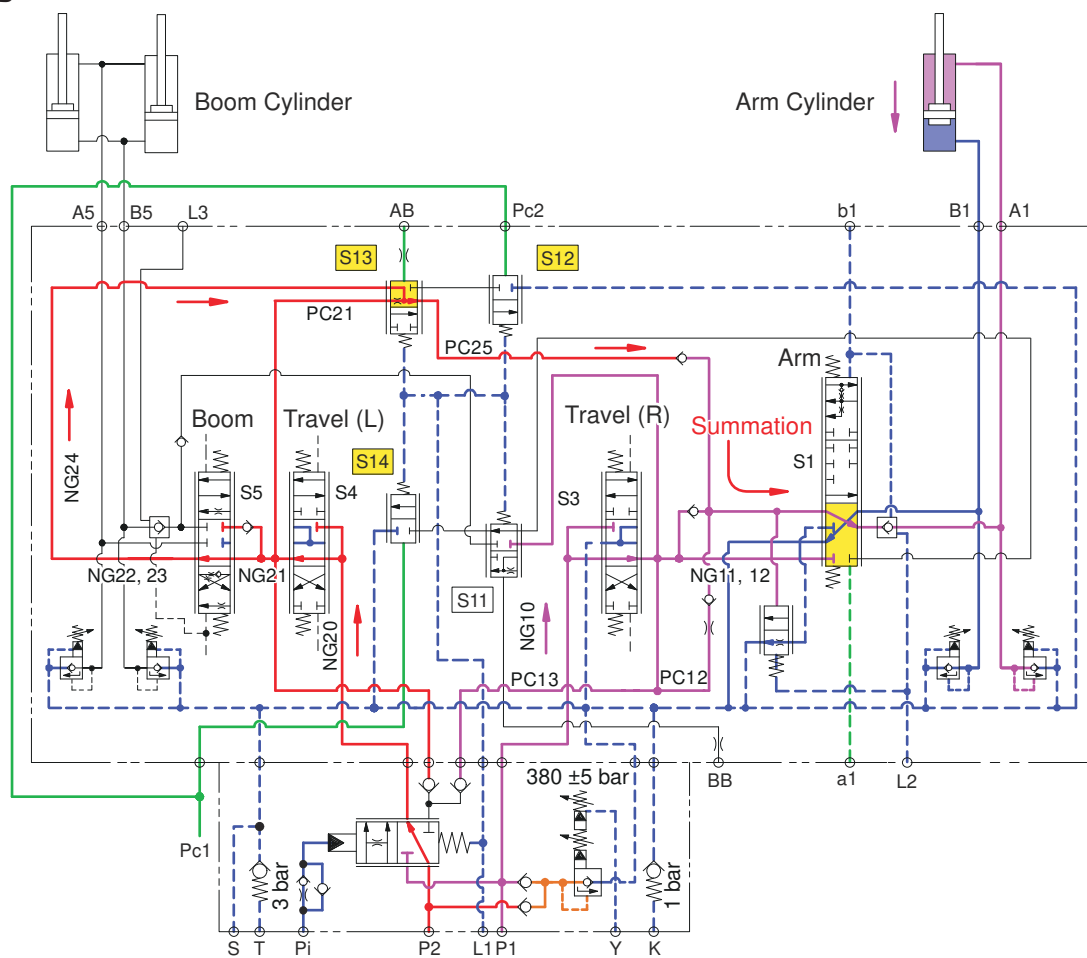 Boom Cylinder
Arm Cylinder
A5
B5
L3
AB
Pc2
b1
B1
A1
S13
S12
PC21
PC25
Arm
NG24
Boom
Travel (L)
Travel (R)
Summation
S14
S1
S5
S4
S3
NG22, 23
NG21
NG11, 12
S11
NG20
NG10
PC13
PC12
380 ±5 bar
BB
a1
L2
Pc1
3 bar
1 bar
S
T
Pi
P2
L1
P1
Y
K